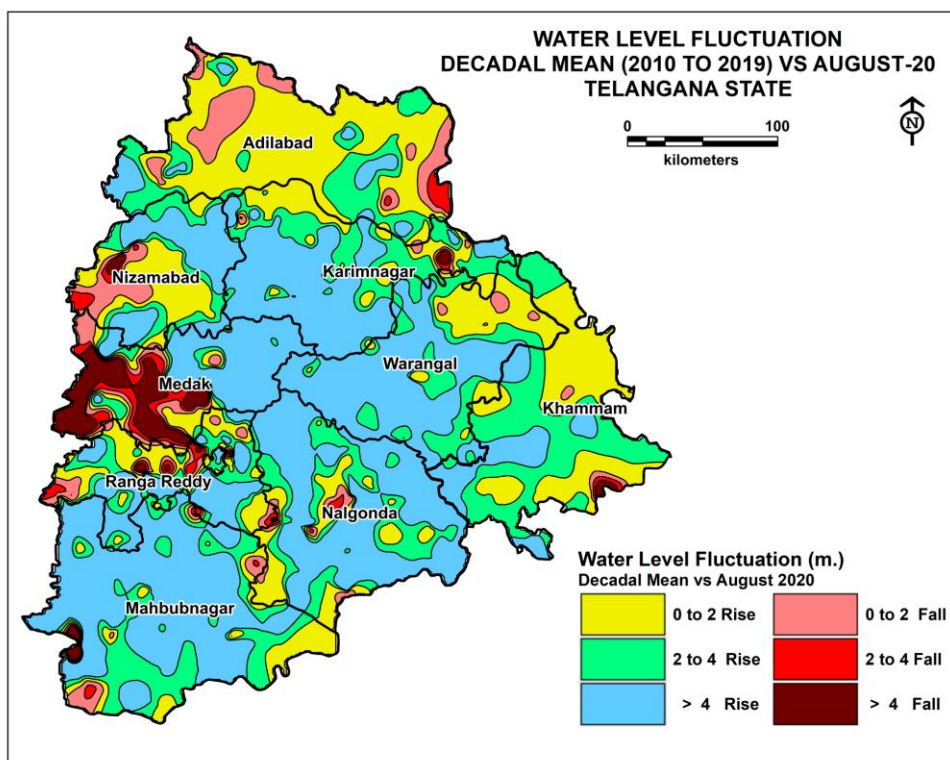 WATER LEVEL FLUCTUATION
DECADAL MEAN (2010 TO 2019) VS AUGUST-20
TELANGANA STATE
0 100
kilometers
N
Adilabad
Nizamabad
Karimnagar
Medak
Warangal
Khammam
Ranga Reddy
Nalgonda
Mahbubnagar
Water Level Fluctuation (m.)
Decadal Mean vs August 2020
0 to 2 Rise 0 to 2 Fall
2 to 4 Rise 2 to 4 Fall
> 4 Rise > 4 Fall